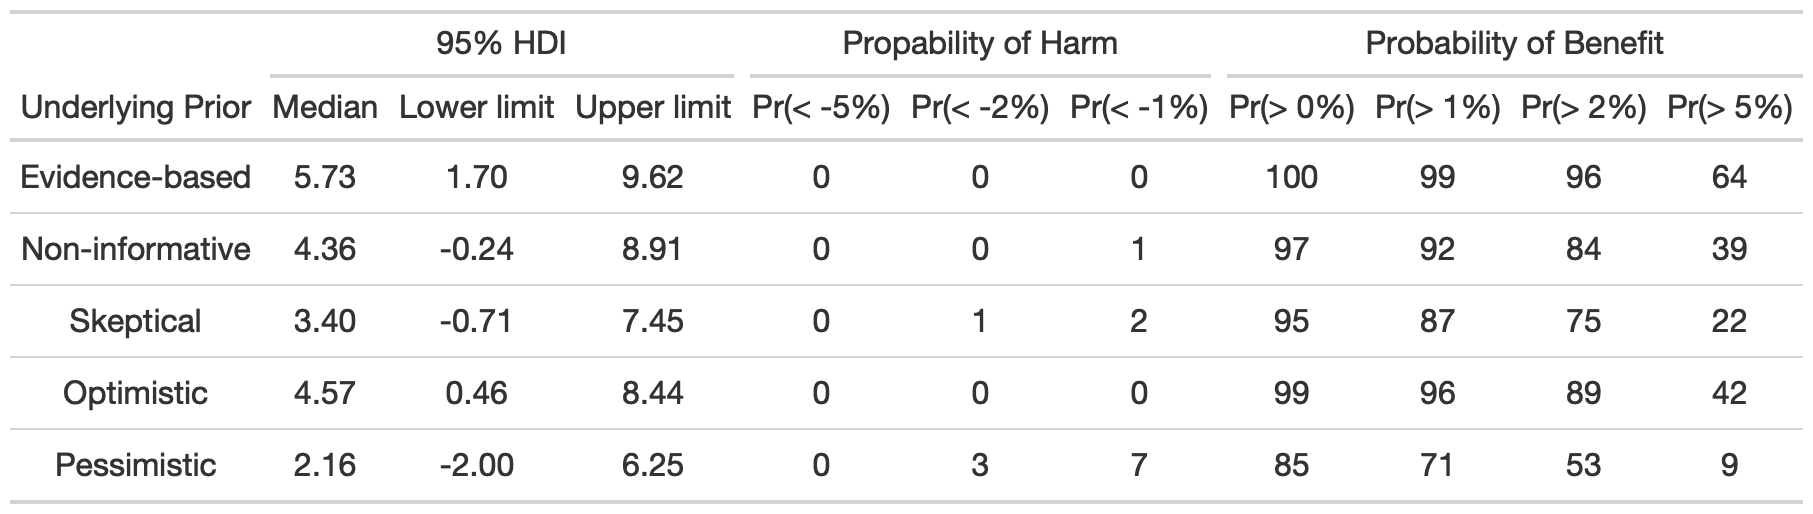 95% HDI Propability of Harm Probability of Benefit
Underlying Prior Median Lower limit Upper limit Pr(< -5%) Pr(< -2%) Pr(< -1%) Pr(> 0%) Pr(> 1%) Pr(> 2%) Pr(> 5%)
Evidence-based 5.73 1.70 9.62 0 0 0 100 99 96 64
Non-informative 4.36 -0.24 8.91 0 0 1 97 92 84 39
Skeptical 3.40 -0.71 7.45 0 1 2 95 87 75 22
Optimistic 4.57 0.46 8.44 0 0 0 99 96 89 42
Pessimistic 2.16 -2.00 6.25 0 3 7 85 71 53 9